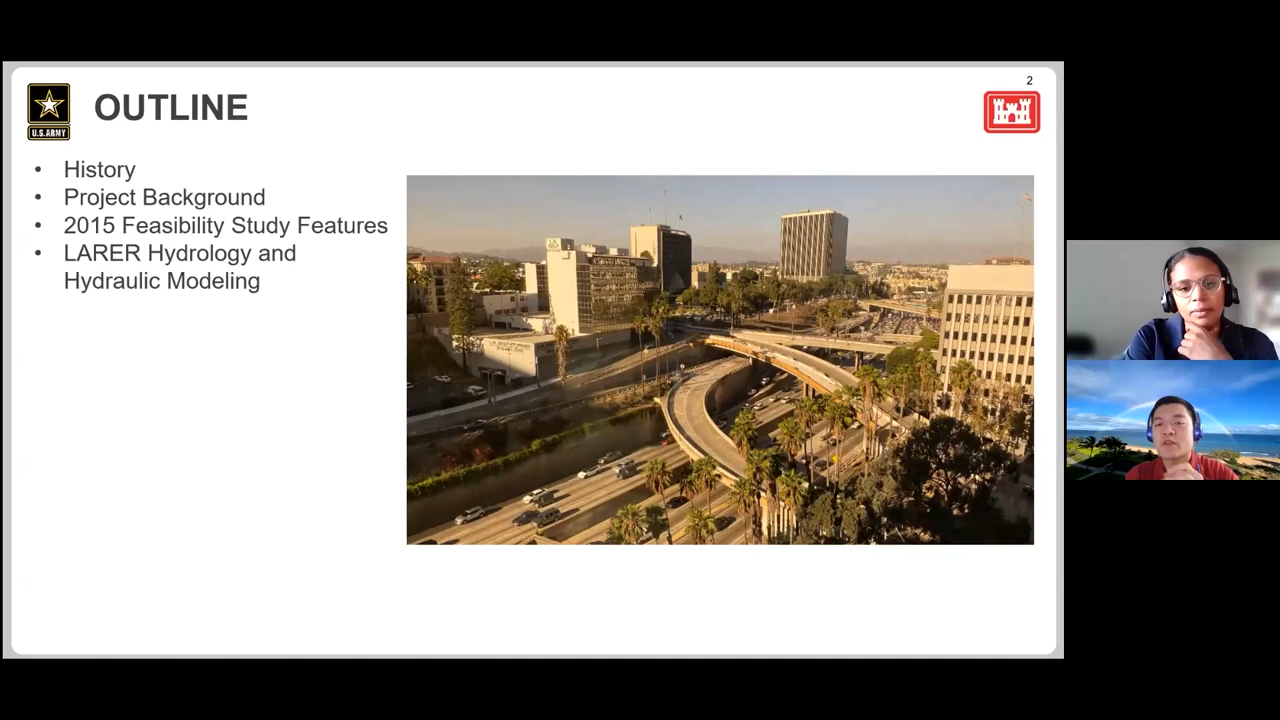 2
U.S.ARMY
OUTLINE
• History
• Project Background
• 2015 Feasibility Study Features
• LARER Hydrology and
Hydraulic Modeling